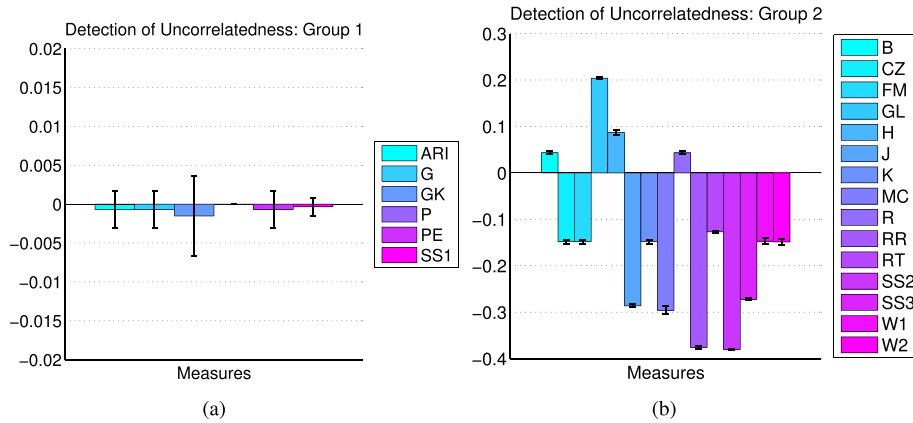 Detection of Uncorrelatedness: Group 1
0.02
0.015
0.01
0.005
0
−0.005
−0.01
−0.015
−0.02
Measures
ARI
G
GK
P
PE
SS1
(a)
Detection of Uncorrelatedness: Group 2
0.3
0.2
0.1
0
−0.1
−0.2
−0.3
−0.4
Measures
B
CZ
FM
GL
H
J
K
MC
R
RR
RT
SS2
SS3
W1
W2
(b)